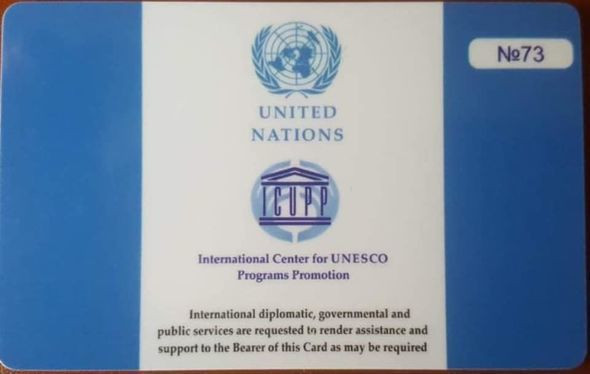 №73
UNITED
NATIONS
ICUPP
International Center for UNESCO
Programs Promotion
International diplomatic, governmental and
public services are requested to render assistance and
support to the Bearer of this Card as may be required